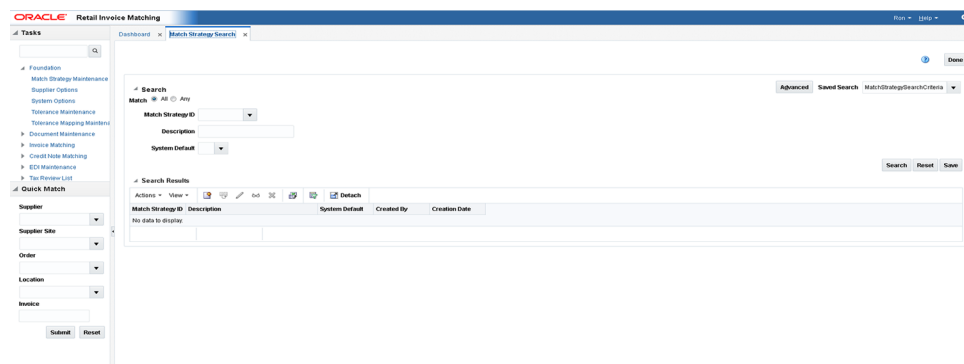 ORACLE® Retail Invoice Matching
Ron Help
Tasks
Foundation
Match Strategy Maintenance
Supplier Options
System Options
Tolerance Maintenance
Tolerance Mapping Maintena
Document Maintenance
Invoice Matching
Credit Note Matching
EDI Maintenance
Tax Review List
Quick Match
Supplier
Supplier Site
Order
Location
Invoice
Submit Reset
Dashboard Match Strategy Search
Done
Search
Advanced Saved Search MatchStrategySearchCriteria
Match All Any
Match Strategy ID
Description
System Default
Search Reset Save
Search Results
Actions View Detach
Match Strategy ID Description System Default Created By Creation Date
No data to display.